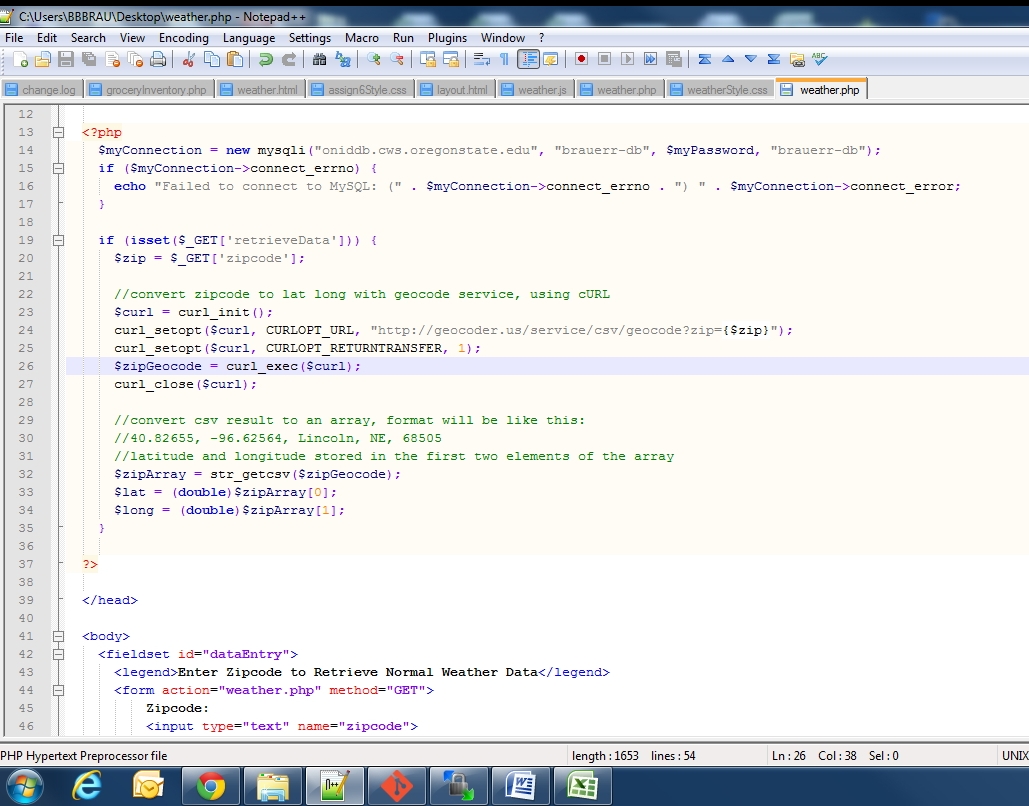 C:\Users\BBBRAU\Desktop\weather.php - Notepad++
File Edit Search View Encoding Language Settings Macro Run Plugins Window ?
change.log groceryInventory.php weather.html assign6Style.css layout.html weather.js weather.php weatherStyle.css weather.php
12
13 <?php
14 $myConnection = new mysqli("oniddb.cws.oregonstate.edu", "brauerr-db", $myPassword, "brauerr-db");
15 if ($myConnection->connect_errno) {
16 echo "Failed to connect to MySQL: (" . $myConnection->connect_errno . ") " . $myConnection->connect_error;
17 }
18
19 if (isset($_GET['retrieveData'])) {
20 $zip = $_GET['zipcode'];
21
22 //convert zipcode to lat long with geocode service, using cURL
23 $curl = curl_init();
24 curl_setopt($curl, CURLOPT_URL, "http://geocoder.us/service/csv/geocode?zip={$zip}");
25 curl_setopt($curl, CURLOPT_RETURNTRANSFER, 1);
26 $zipGeocode = curl_exec($curl);
27 curl_close($curl);
28
29 //convert csv result to an array, format will be like this:
30 //40.82655, -96.62564, Lincoln, NE, 68505
31 //latitude and longitude stored in the first two elements of the array
32 $zipArray = str_getcsv($zipGeocode);
33 $lat = (double)$zipArray[0];
34 $long = (double)$zipArray[1];
35 }
36
37 ?>
38
39 </head>
40
41 <body>
42 <fieldset id="dataEntry">
43 <legend>Enter Zipcode to Retrieve Normal Weather Data</legend>
44 <form action="weather.php" method="GET">
45 Zipcode:
46 <input type="text" name="zipcode">
PHP Hypertext Preprocessor file length : 1653 lines : 54 Ln : 26 Col : 38 Sel : 0 UNIX